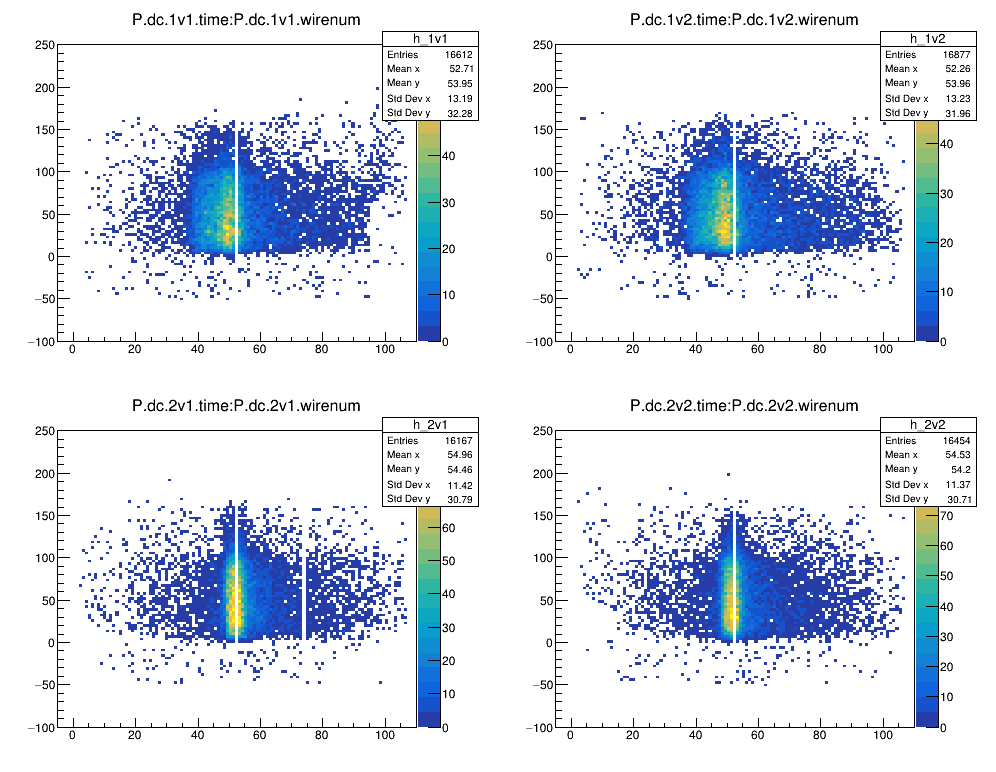 P.dc.1v1.time:P.dc.1v1.wirenum
h_1v1
Entries 16612
Mean x 52.71
Mean y 53.95
Std Dev x 13.19
Std Dev y 32.28
250
200
150
100
50
0
−50
−100
0 20 40 60 80 100
40
30
20
10
0
P.dc.1v2.time:P.dc.1v2.wirenum
h_1v2
Entries 16877
Mean x 52.26
Mean y 53.96
Std Dev x 13.23
Std Dev y 31.96
250
200
150
100
50
0
−50
−100
0 20 40 60 80 100
40
30
20
10
0
P.dc.2v1.time:P.dc.2v1.wirenum
h_2v1
Entries 16167
Mean x 54.96
Mean y 54.46
Std Dev x 11.42
Std Dev y 30.79
250
200
150
100
50
0
−50
−100
0 20 40 60 80 100
60
50
40
30
20
10
0
P.dc.2v2.time:P.dc.2v2.wirenum
h_2v2
Entries 16454
Mean x 54.53
Mean y 54.2
Std Dev x 11.37
Std Dev y 30.71
250
200
150
100
50
0
−50
−100
0 20 40 60 80 100
70
60
50
40
30
20
10
0